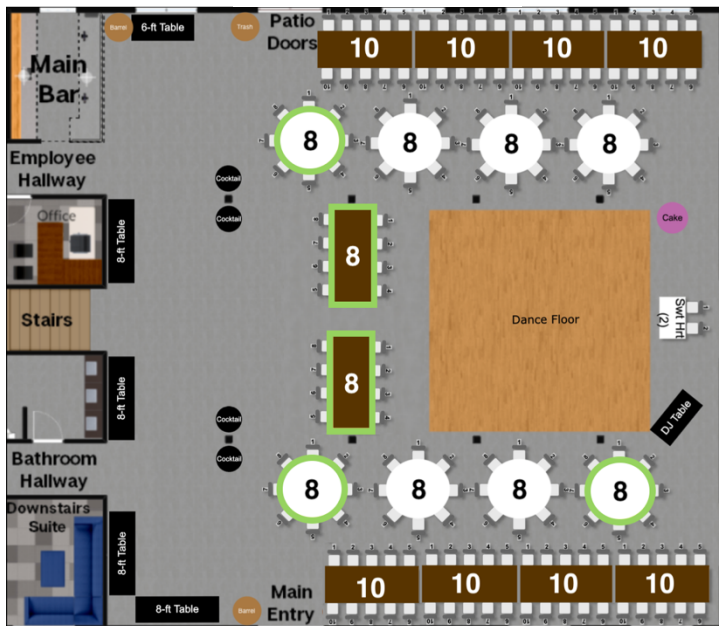 Barrel
6-ft Table
Trash
Patio
Doors
10
10
10
10
Main
Bar
8
8
8
8
Employee
Hallway
Cocktail
Cocktail
Office
8-ft Table
8
Cake
Stairs
Dance Floor
Swt Hrt
(2)
8-ft Table
8
DJ Table
Cocktail
Cocktail
Bathroom
Hallway
8
8
8
8
Downstairs
Suite
8-ft Table
10
10
10
10
8-ft Table
Barrel
Main
Entry